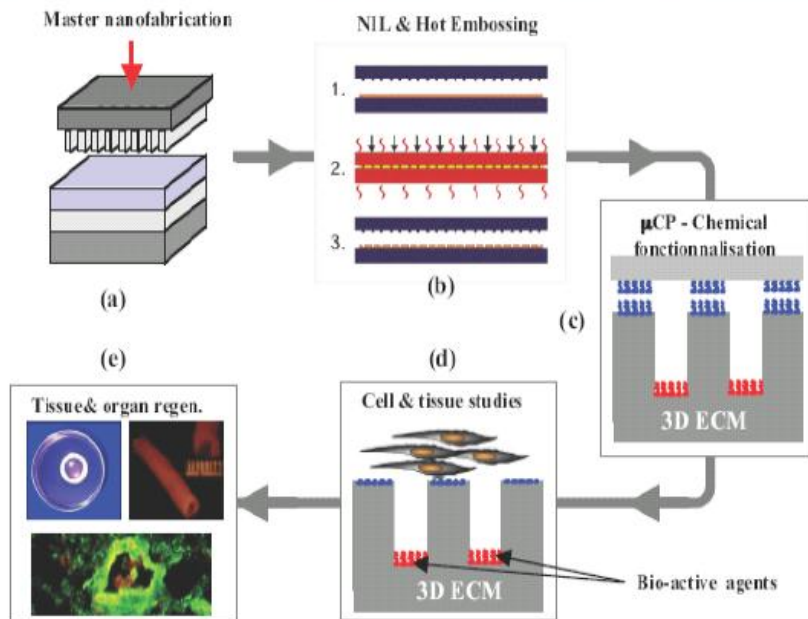 Master nanofabrication
(a)
NIL & Hot Embossing
1.
2.
3.
(b)
µCP - Chemical
fonctionnalisation
3D ECM
(c)
(d)
Cell & tissue studies
3D ECM
Bio-active agents
(e)
Tissue& organ regen.